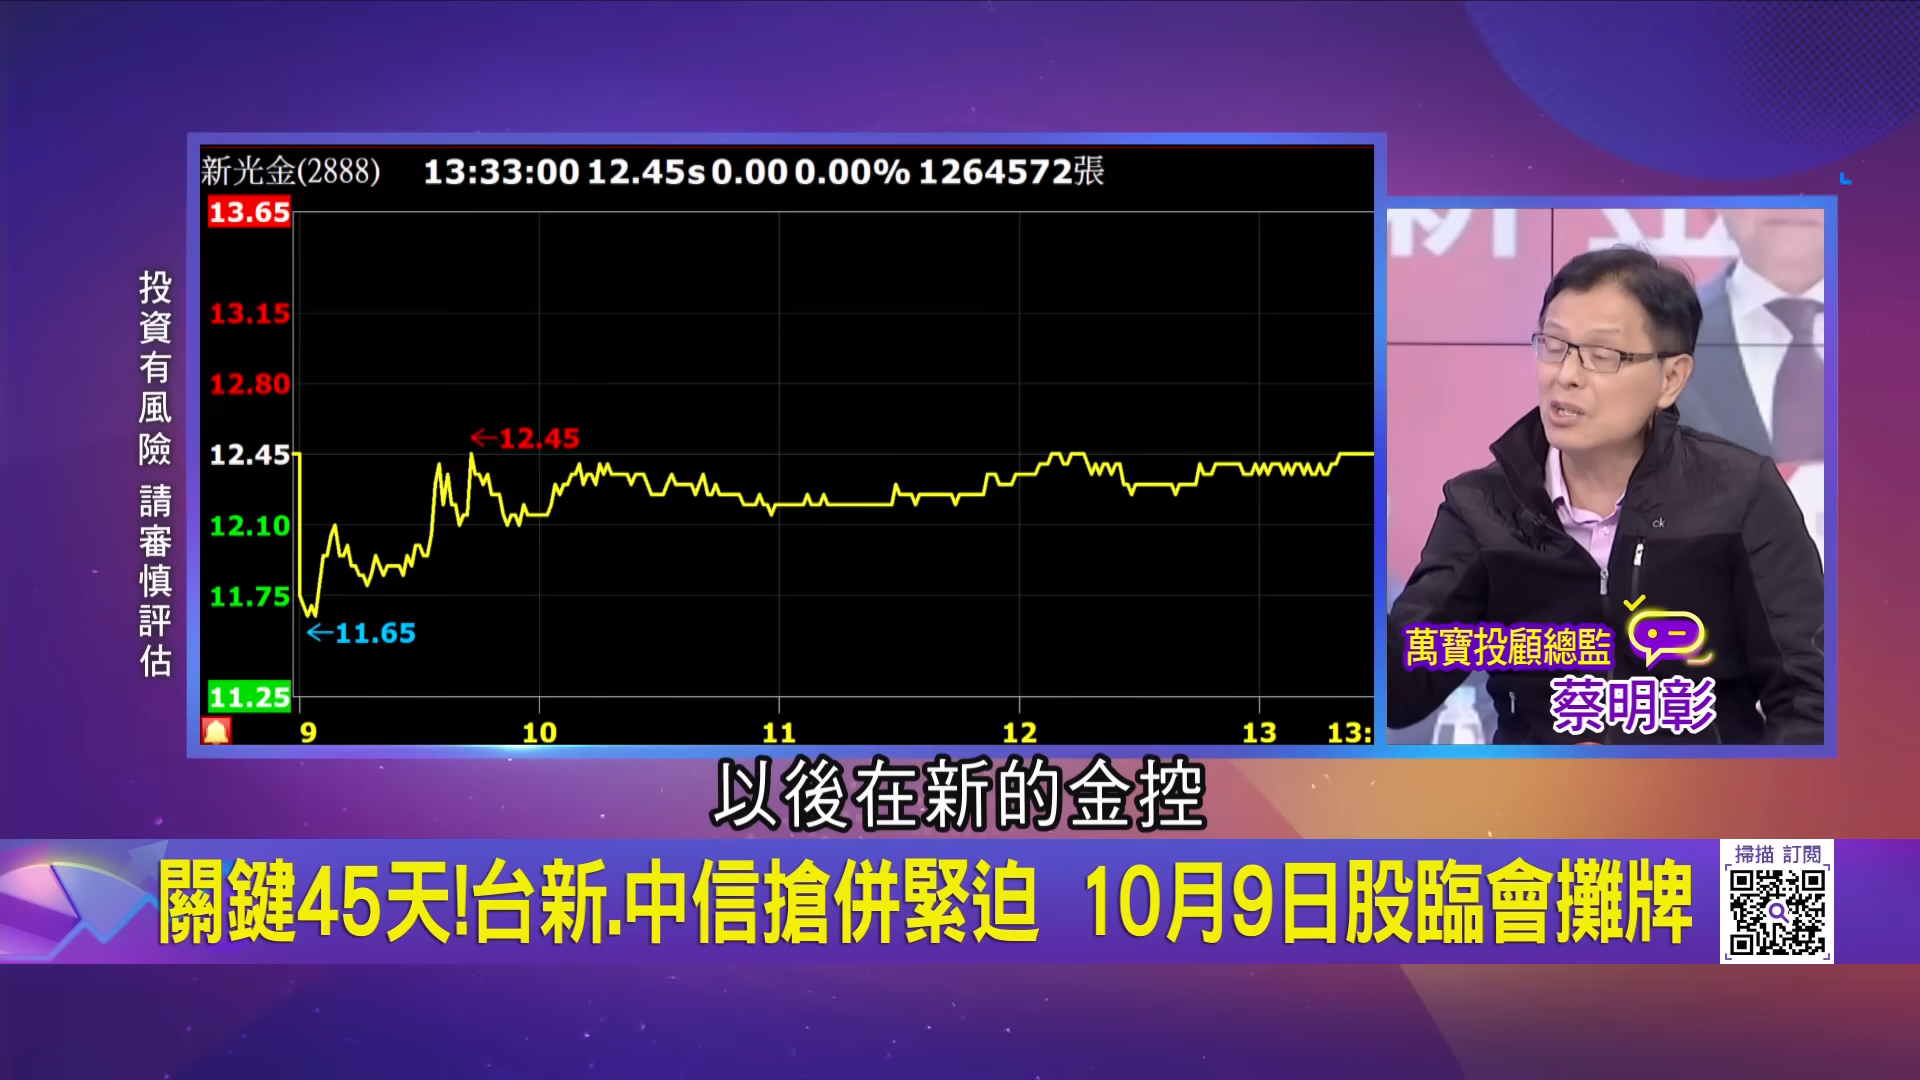 新光金(2888) 13:33:00 12.45s 0.00 0.00% 1264572張
13.65
13.15
12.80
12.45
12.10
11.75
11.25
←12.45
←11.65
9 10 11 12 13 13:
投資有風險 請審慎評估
新 金
ck
萬寶投顧總監
蔡明彰
以後在新的金控
關鍵45天!台新.中信搶併緊迫 10月9日股臨會攤牌
掃描 訂閱